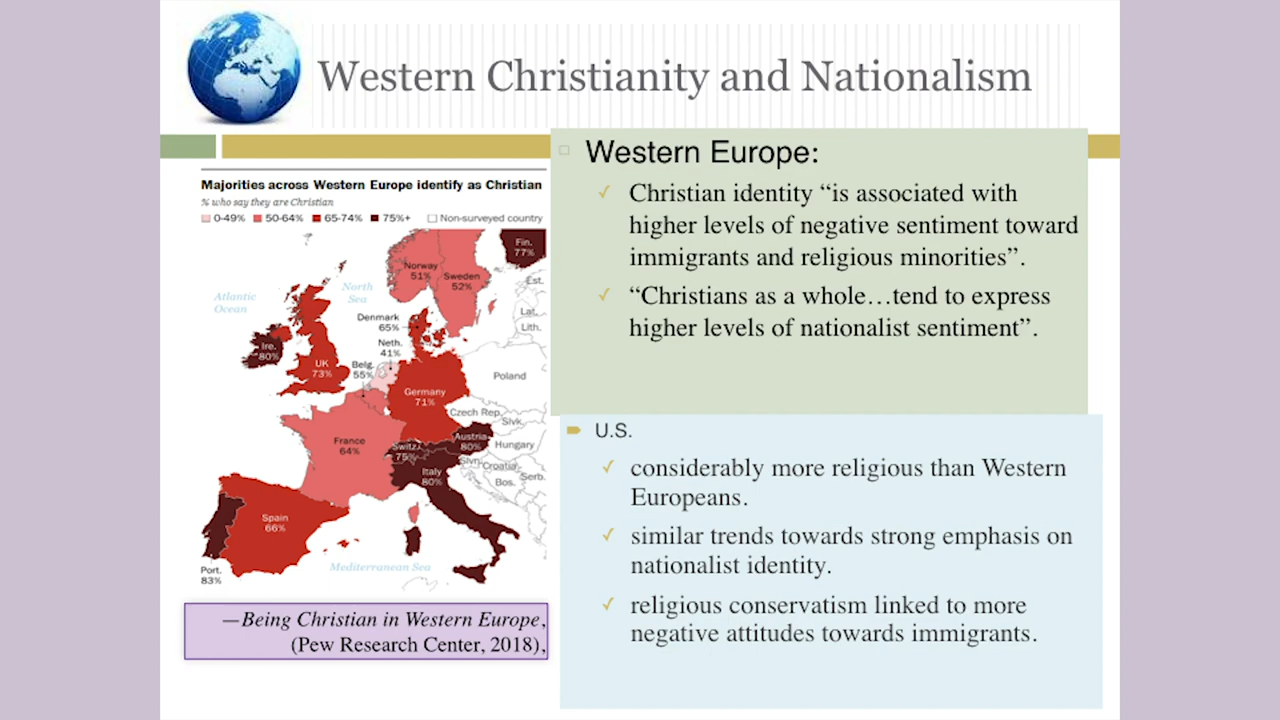 Western Christianity and Nationalism
Majorities across Western Europe identify as Christian
% who say they are Christian
0-49% 50-64% 65-74% 75%+ Non-surveyed country
Fin.
77%
Norway
51%
Sweden
52%
Est.
Lat.
Lith.
North
Sea
Atlantic
Ocean
Denmark
65%
Neth.
41%
Ire.
80%
UK
73%
Belg.
55%
Poland
Germany
71%
Czech Rep.
Slvk.
France
64%
Switz.
75%
Austria
80%
Hungary
Slvn.
Croatia
Bos.
Serb.
Italy
80%
Spain
66%
Port.
83%
Mediterranean Sea
—Being Christian in Western Europe,
(Pew Research Center, 2018),
Western Europe:
Christian identity “is associated with
higher levels of negative sentiment toward
immigrants and religious minorities”.
“Christians as a whole…tend to express
higher levels of nationalist sentiment”.
U.S.
considerably more religious than Western
Europeans.
similar trends towards strong emphasis on
nationalist identity.
religious conservatism linked to more
negative attitudes towards immigrants.